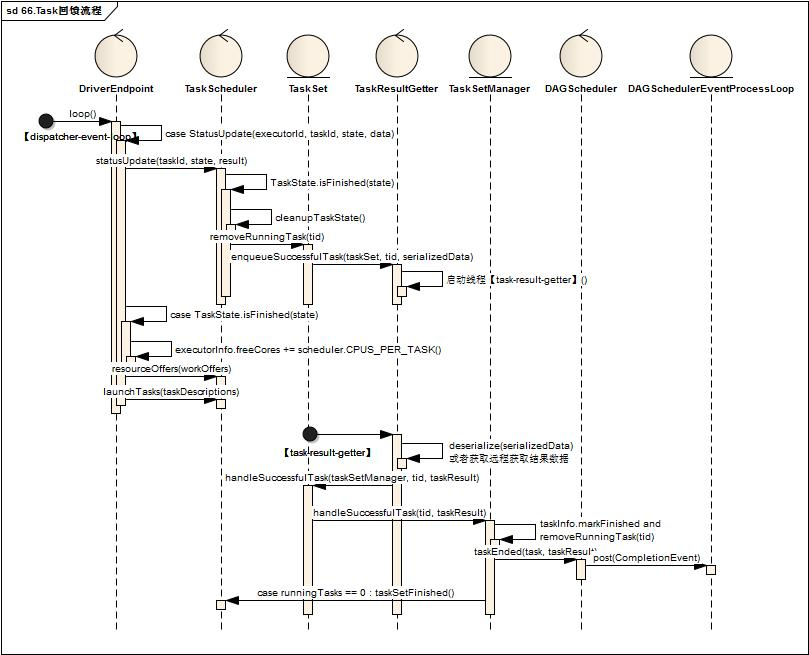 sd 66.Task回馈流程
DriverEndpoint
TaskScheduler
TaskSet
TaskResultGetter
TaskSetManager
DAGScheduler
DAGSchedulerEventProcessLoop
loop()
【dispatcher-event-loop】
case StatusUpdate(executorId, taskId, state, data)
statusUpdate(taskId, state, result)
TaskState.isFinished(state)
cleanupTaskState()
removeRunningTask(tid)
enqueueSuccessfulTask(taskSet, tid, serializedData)
启动线程【task-result-getter】()
case TaskState.isFinished(state)
executorInfo.freeCores += scheduler.CPUS_PER_TASK()
resourceOffers(workOffers)
launchTasks(taskDescriptions)
【task-result-getter】
deserialize(serializedData)
或者获取远程获取结果数据
handleSuccessfulTask(taskSetManager, tid, taskResult)
handleSuccessfulTask(tid, taskResult)
taskInfo.markFinished and
removeRunningTask(tid)
taskEnded(task, taskResult)
post(CompletionEvent)
case runningTasks == 0 : taskSetFinished()